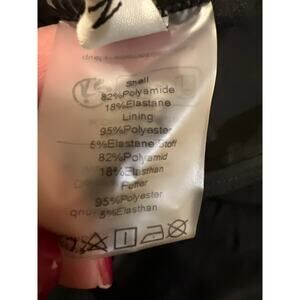 Shell
82%Polyamide
18%Elastane
Lining
95%Polyester
5%Elastane Stoff
82%Polyamid
18%Elasthan
Futter
95%Polyester
5%Elasthan